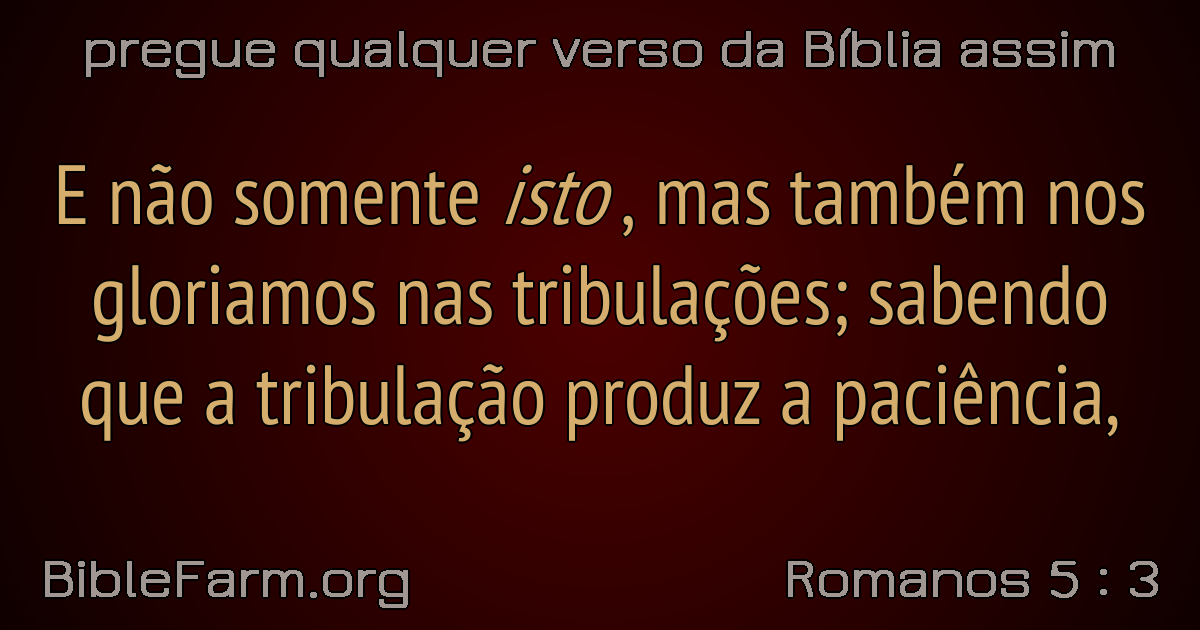 pregue qualquer verso da Bíblia assim
E não somente isto , mas também nos
gloriamos nas tribulações; sabendo
que a tribulação produz a paciência,
BibleFarm.org
Romanos 5 : 3